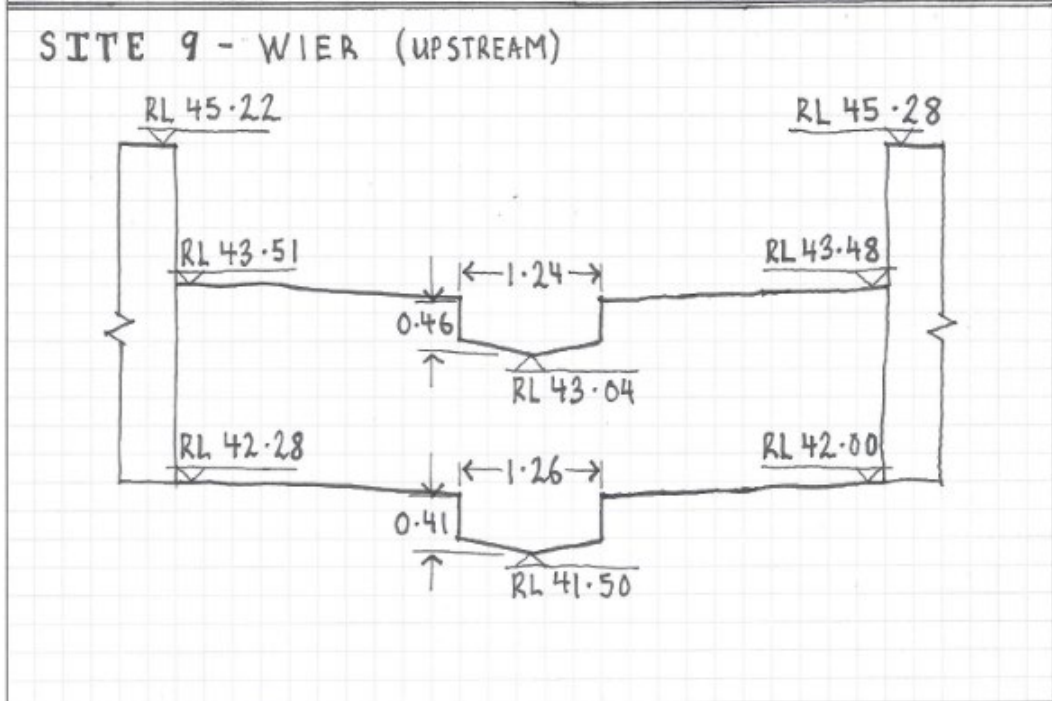 SITE 9 - WIER (UPSTREAM)
RL 45.22
RL 45.28
RL 43.51
1.24
RL 43.48
0.46
RL 43.04
RL 42.28
1.26
RL 42.00
0.41
RL 41.50